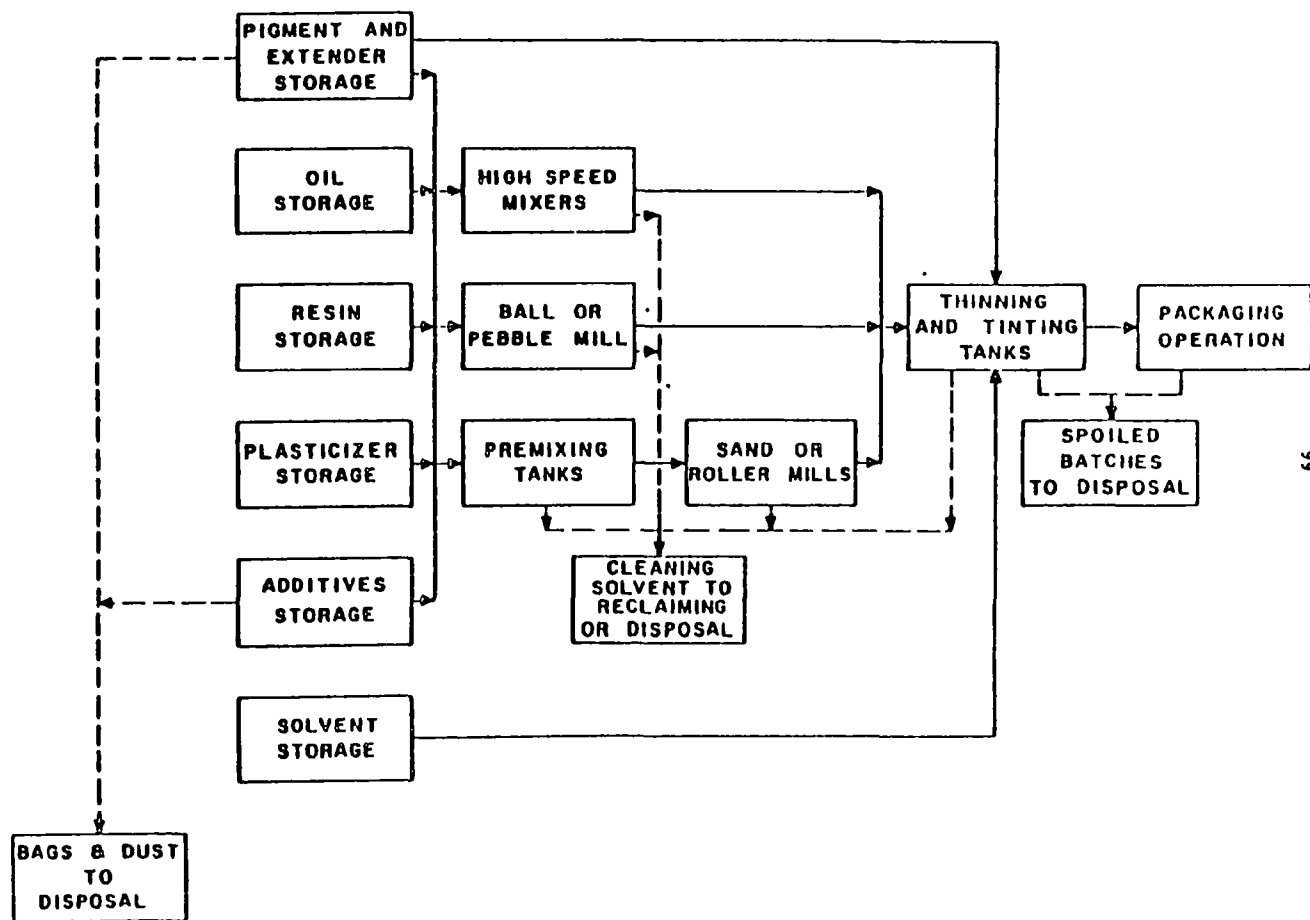 PIGMENT AND
EXTENDER
STORAGE
OIL
STORAGE
HIGH SPEED
MIXERS
RESIN
STORAGE
BALL OR
PEBBLE MILL
THINNING
AND TINTING
TANKS
PACKAGING
OPERATION
PLASTICIZER
STORAGE
PREMIXING
TANKS
SAND OR
ROLLER MILLS
SPOILED
BATCHES
TO DISPOSAL
ADDITIVES
STORAGE
CLEANING
SOLVENT TO
RECLAIMING
OR DISPOSAL
SOLVENT
STORAGE
BAGS & DUST
TO
DISPOSAL